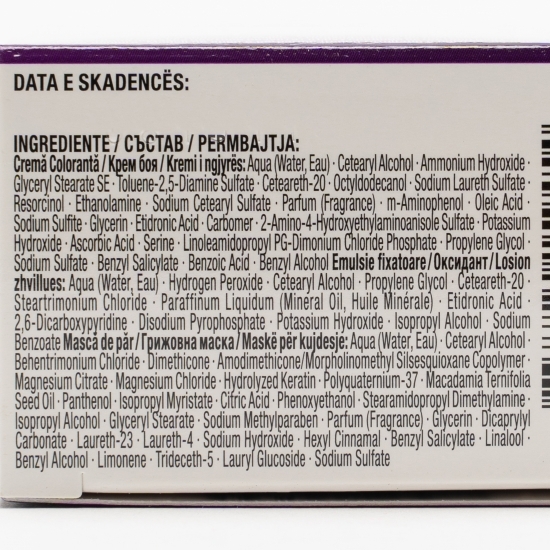 DATA E SKADENCËS:
INGREDIENTE / СЪСТАВ / PERMBAJTJA:
Cremă Colorantă / Крем боя / Kremi i ngjyrës: Aqua (Water, Eau) · Cetearyl Alcohol · Ammonium Hydroxide ·
Glyceryl Stearate SE · Toluene-2,5-Diamine Sulfate · Ceteareth-20 · Octyldodecanol · Sodium Laureth Sulfate ·
Resorcinol · Ethanolamine · Sodium Cetearyl Sulfate · Parfum (Fragrance) · m-Aminophenol · Oleic Acid ·
Sodium Sulfite · Glycerin · Etidronic Acid · Carbomer · 2-Amino-4-Hydroxyethylaminoanisole Sulfate · Potassium
Hydroxide · Ascorbic Acid · Serine · Linoleamidopropyl PG-Dimonium Chloride Phosphate · Propylene Glycol ·
Sodium Sulfate · Benzyl Salicylate · Benzoic Acid · Benzyl Alcohol Emulsie fixatoare / Оксидант / Losion
zhvillues: Aqua (Water, Eau) · Hydrogen Peroxide · Cetearyl Alcohol · Propylene Glycol · Ceteareth-20 ·
Steartrimonium Chloride · Paraffinum Liquidum (Mineral Oil, Huile Minérale) · Etidronic Acid ·
2,6-Dicarboxypyridine · Disodium Pyrophosphate · Potassium Hydroxide · Isopropyl Alcohol · Sodium
Benzoate Mască de păr / Грижовна маска / Maskë për kujdesje: Aqua (Water, Eau) · Cetearyl Alcohol ·
Behentrimonium Chloride · Dimethicone · Amodimethicone/Morpholinomethyl Silsesquioxane Copolymer ·
Magnesium Citrate · Magnesium Chloride · Hydrolyzed Keratin · Polyquaternium-37 · Macadamia Ternifolia
Seed Oil · Panthenol · Isopropyl Myristate · Citric Acid · Phenoxyethanol · Stearamidopropyl Dimethylamine ·
Isopropyl Alcohol · Glyceryl Stearate · Sodium Methylparaben · Parfum (Fragrance) · Glycerin · Dicaprylyl
Carbonate · Laureth-23 · Laureth-4 · Sodium Hydroxide · Hexyl Cinnamal · Benzyl Salicylate · Linalool ·
Benzyl Alcohol · Limonene · Trideceth-5 · Lauryl Glucoside · Sodium Sulfate